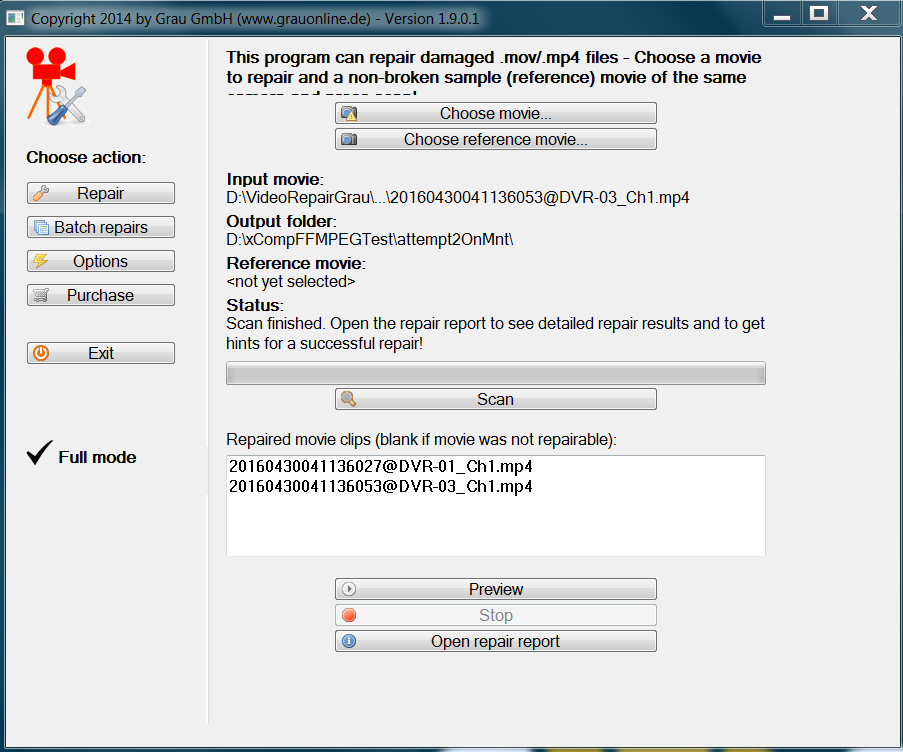 Copyright 2014 by Grau GmbH (www.grauonline.de) - Version 1.9.0.1
This program can repair damaged .mov/.mp4 files - Choose a movie
to repair and a non-broken sample (reference) movie of the same
Choose movie...
Choose reference movie...
Choose action:
Repair
Batch repairs
Options
Purchase
Exit
Full mode
Input movie:
D:\VideoRepairGrau\...\20160430041136053@DVR-03_Ch1.mp4
Output folder:
D:\xCompFFMPEGTest\attempt2OnMnt\
Reference movie:
<not yet selected>
Status:
Scan finished. Open the repair report to see detailed repair results and to get
hints for a successful repair!
Scan
Repaired movie clips (blank if movie was not repairable):
20160430041136027@DVR-01_Ch1.mp4
20160430041136053@DVR-03_Ch1.mp4
Preview
Stop
Open repair report